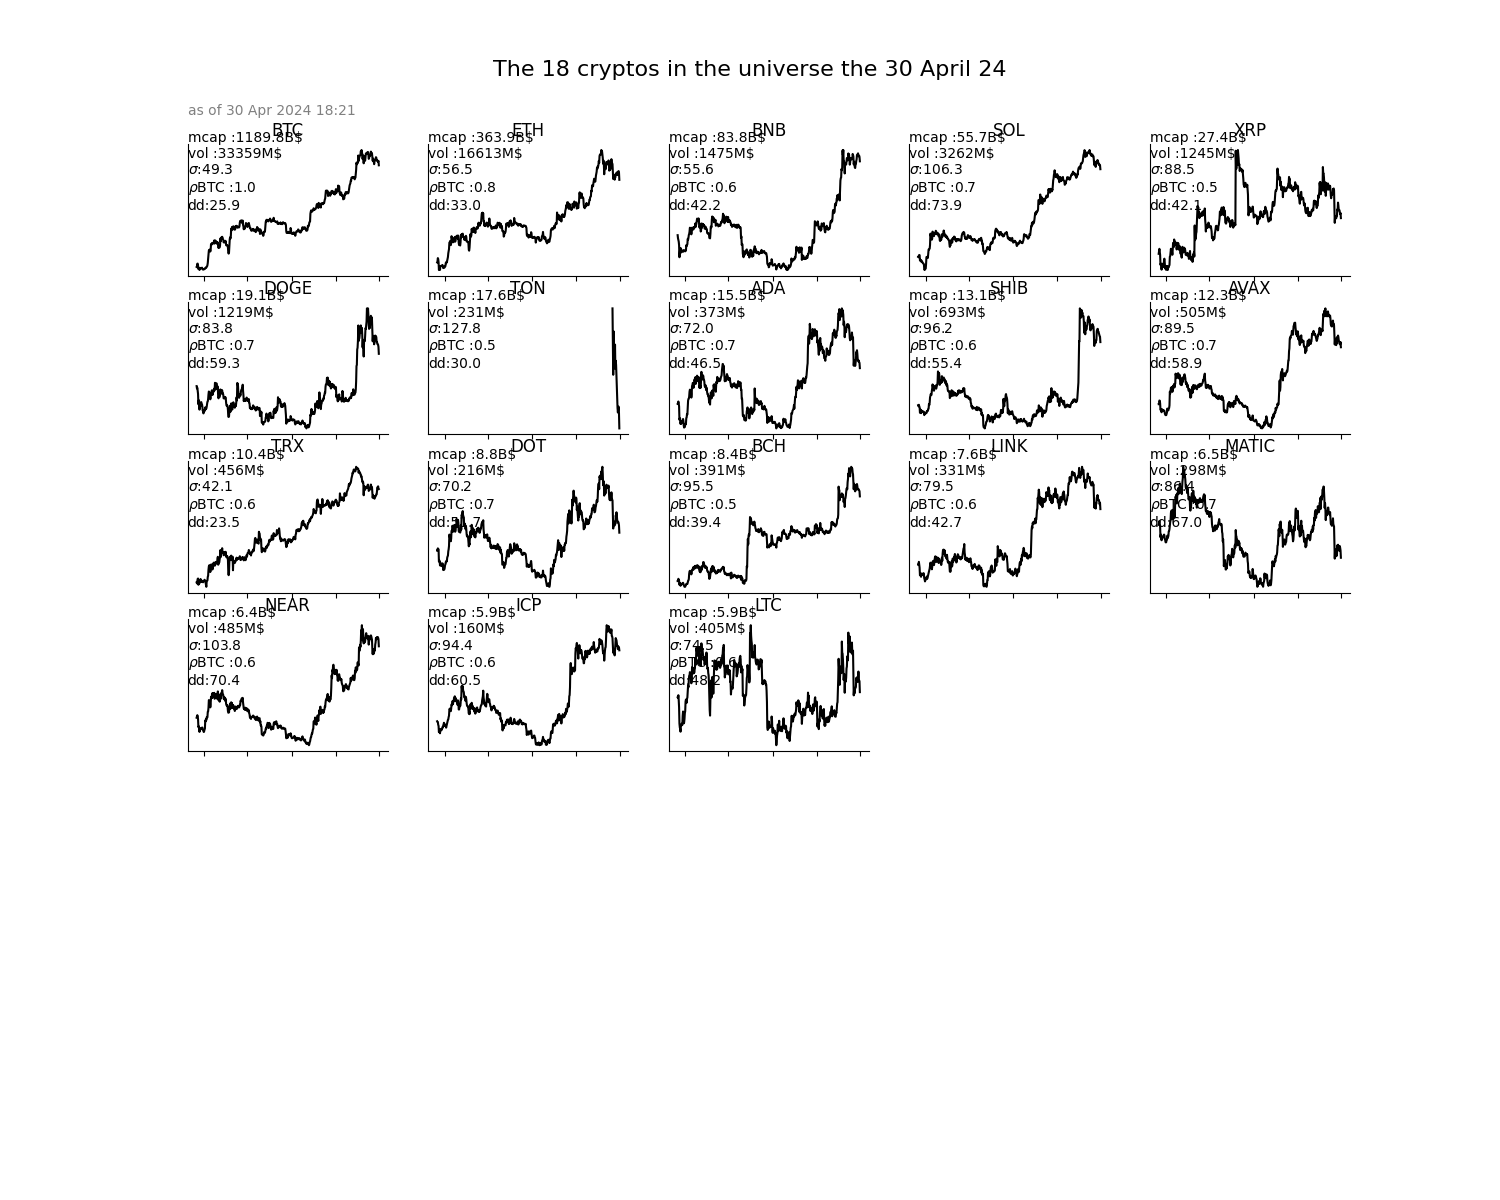 The 18 cryptos in the universe the 30 April 24
as of 30 Apr 2024 18:21
BTC
mcap :1189.8B$
vol :33359M$
σ:49.3
ρBTC :1.0
dd:25.9
ETH
mcap :363.9B$
vol :16613M$
σ:56.5
ρBTC :0.8
dd:33.0
BNB
mcap :83.8B$
vol :1475M$
σ:55.6
ρBTC :0.6
dd:42.2
SOL
mcap :55.7B$
vol :3262M$
σ:106.3
ρBTC :0.7
dd:73.9
XRP
mcap :27.4B$
vol :1245M$
σ:88.5
ρBTC :0.5
dd:42.1
DOGE
mcap :19.1B$
vol :1219M$
σ:83.8
ρBTC :0.7
dd:59.3
TON
mcap :17.6B$
vol :231M$
σ:127.8
ρBTC :0.5
dd:30.0
ADA
mcap :15.5B$
vol :373M$
σ:72.0
ρBTC :0.7
dd:46.5
SHIB
mcap :13.1B$
vol :693M$
σ:96.2
ρBTC :0.6
dd:55.4
AVAX
mcap :12.3B$
vol :505M$
σ:89.5
ρBTC :0.7
dd:58.9
TRX
mcap :10.4B$
vol :456M$
σ:42.1
ρBTC :0.6
dd:23.5
DOT
mcap :8.8B$
vol :216M$
σ:70.2
ρBTC :0.7
BCH
mcap :8.4B$
vol :391M$
σ:95.5
ρBTC :0.5
dd:39.4
LINK
mcap :7.6B$
vol :331M$
σ:79.5
ρBTC :0.6
dd:42.7
MATIC
mcap :6.5B$
vol :298M$
σ:86.4
ρBTC :0.7
dd:67.0
NEAR
mcap :6.4B$
vol :485M$
σ:103.8
ρBTC :0.6
dd:70.4
ICP
mcap :5.9B$
vol :160M$
σ:94.4
ρBTC :0.6
dd:60.5
LTC
mcap :5.9B$
vol :405M$
σ:74.5
ρBTC :0.6
dd:48.2